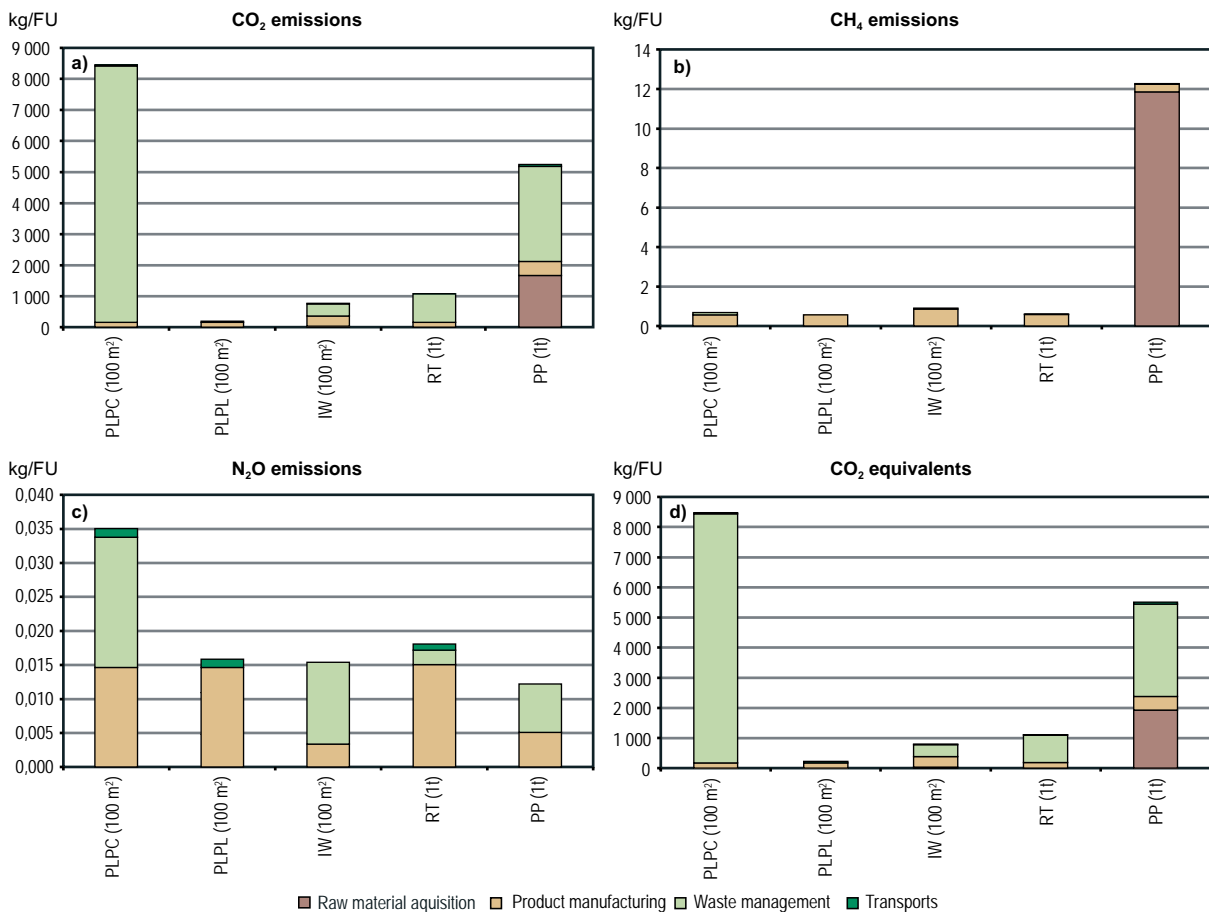 kg/FU CO₂ emissions
a)
9 000
8 000
7 000
6 000
5 000
4 000
3 000
2 000
1 000
0
PLPC (100 m²)
PLPL (100 m²)
IW (100 m²)
RT (1t)
PP (1t)
kg/FU CH₄ emissions
b)
14
12
10
8
6
4
2
0
PLPC (100 m²)
PLPL (100 m²)
IW (100 m²)
RT (1t)
PP (1t)
kg/FU N₂O emissions
c)
0,040
0,035
0,030
0,025
0,020
0,015
0,010
0,005
0,000
PLPC (100 m²)
PLPL (100 m²)
IW (100 m²)
RT (1t)
PP (1t)
kg/FU CO₂ equivalents
d)
9 000
8 000
7 000
6 000
5 000
4 000
3 000
2 000
1 000
0
PLPC (100 m²)
PLPL (100 m²)
IW (100 m²)
RT (1t)
PP (1t)
Raw material aquisition Product manufacturing Waste management Transports